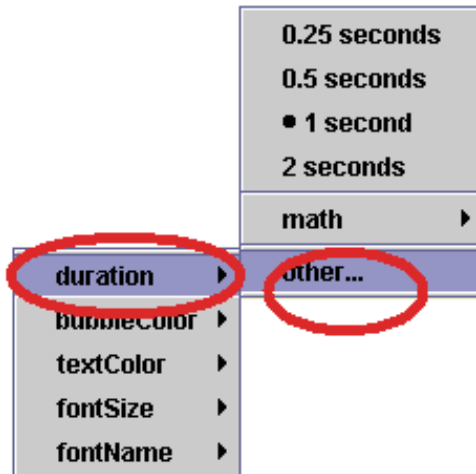 0.25 seconds
0.5 seconds
1 second
2 seconds
math
other...
duration
bubbleColor
textColor
fontSize
fontName